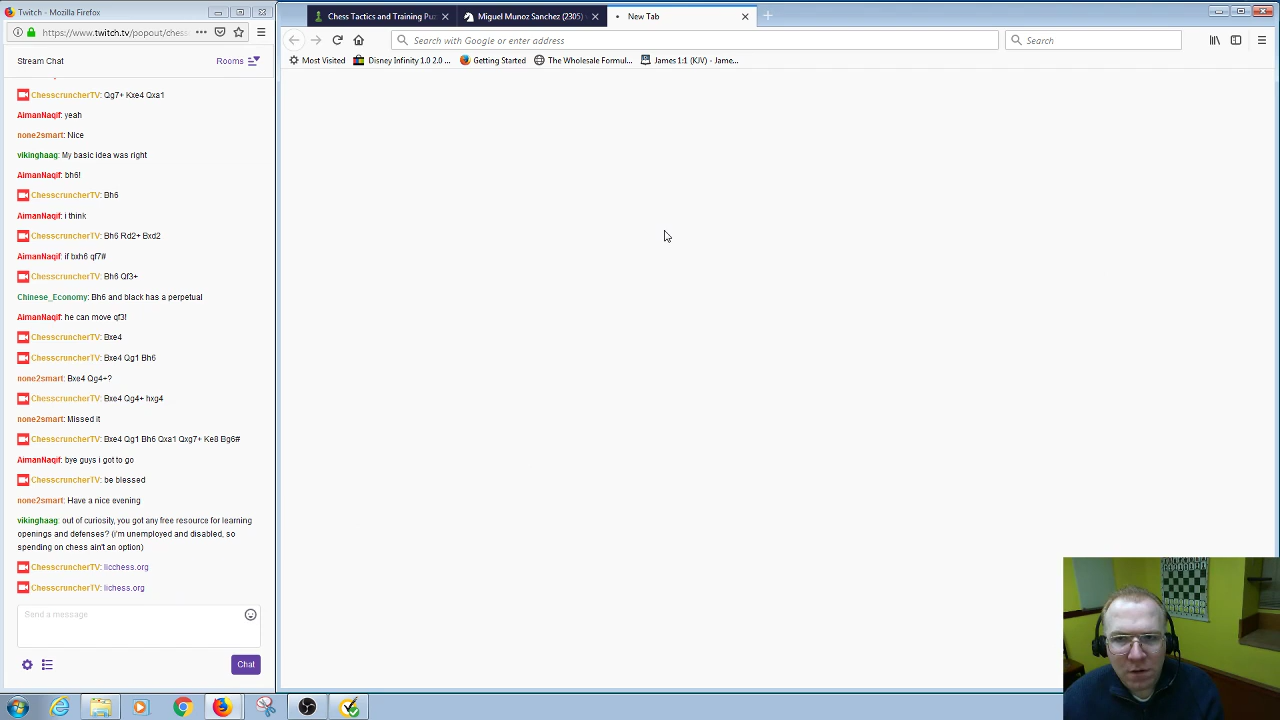 Twitch - Mozilla Firefox
https://www.twitch.tv/popout/chess
Stream Chat
Rooms
ChesscruncherTV: Qg7+ Kxe4 Qxa1
AimanNaqif: yeah
none2smart: Nice
vikinghaag: My basic idea was right
AimanNaqif: bh6!
ChesscruncherTV: Bh6
AimanNaqif: i think
ChesscruncherTV: Bh6 Rd2+ Bxd2
AimanNaqif: if bxh6 qf7#
ChesscruncherTV: Bh6 Qf3+
Chinese_Economy: Bh6 and black has a perpetual
AimanNaqif: he can move qf3!
ChesscruncherTV: Bxe4
ChesscruncherTV: Bxe4 Qg1 Bh6
none2smart: Bxe4 Qg4+?
ChesscruncherTV: Bxe4 Qg4+ hxg4
none2smart: Missed it
ChesscruncherTV: Bxe4 Qg1 Bh6 Qxa1 Qxg7+ Ke8 Bg6#
AimanNaqif: bye guys i got to go
ChesscruncherTV: be blessed
none2smart: Have a nice evening
vikinghaag: out of curiosity, you got any free resource for learning
openings and defenses? (i'm unemployed and disabled, so
spending on chess ain't an option)
ChesscruncherTV: licchess.org
ChesscruncherTV: lichess.org
Send a message
Chat
Chess Tactics and Training Puz
Miguel Munoz Sanchez (2305)
New Tab
Search with Google or enter address
Search
Most Visited
Disney Infinity 1.0 2.0 ...
Getting Started
The Wholesale Formul...
James 1:1 (KJV) - Jame...